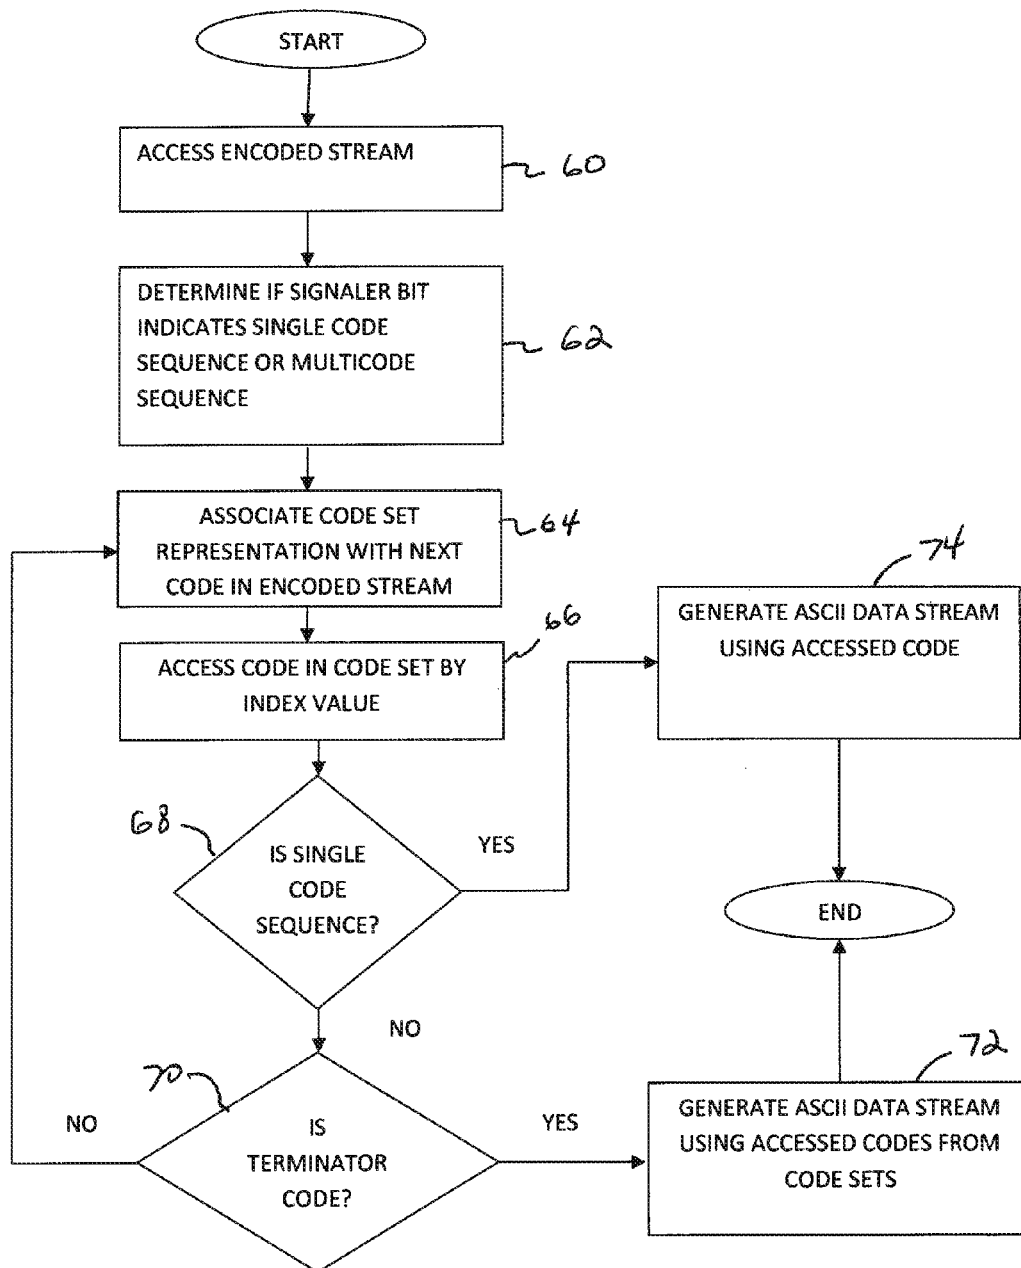 START
ACCESS ENCODED STREAM
60
DETERMINE IF SIGNALER BIT
INDICATES SINGLE CODE
SEQUENCE OR MULTICODE
SEQUENCE
62
ASSOCIATE CODE SET
REPRESENTATION WITH NEXT
CODE IN ENCODED STREAM
64
ACCESS CODE IN CODE SET BY
INDEX VALUE
66
74
GENERATE ASCII DATA STREAM
USING ACCESSED CODE
68
IS SINGLE
CODE
SEQUENCE?
YES
END
NO
70
IS
TERMINATOR
CODE?
NO
YES
72
GENERATE ASCII DATA STREAM
USING ACCESSED CODES FROM
CODE SETS